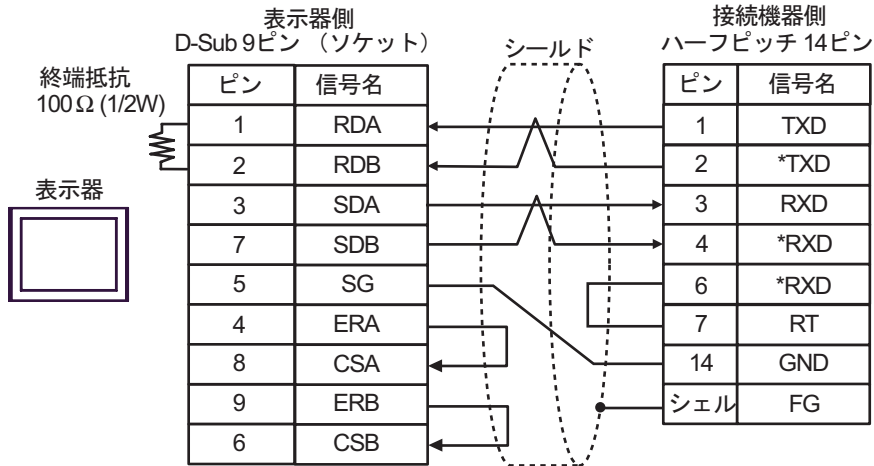 表示器側
D-Sub 9ピン （ソケット）
シールド
接続機器側
ハーフピッチ 14ピン
終端抵抗
100Ω (1/2W)
表示器
ピン 信号名
1 RDA
2 RDB
3 SDA
7 SDB
5 SG
4 ERA
8 CSA
9 ERB
6 CSB
ピン 信号名
1 TXD
2 *TXD
3 RXD
4 *RXD
6 *RXD
7 RT
14 GND
シェル FG